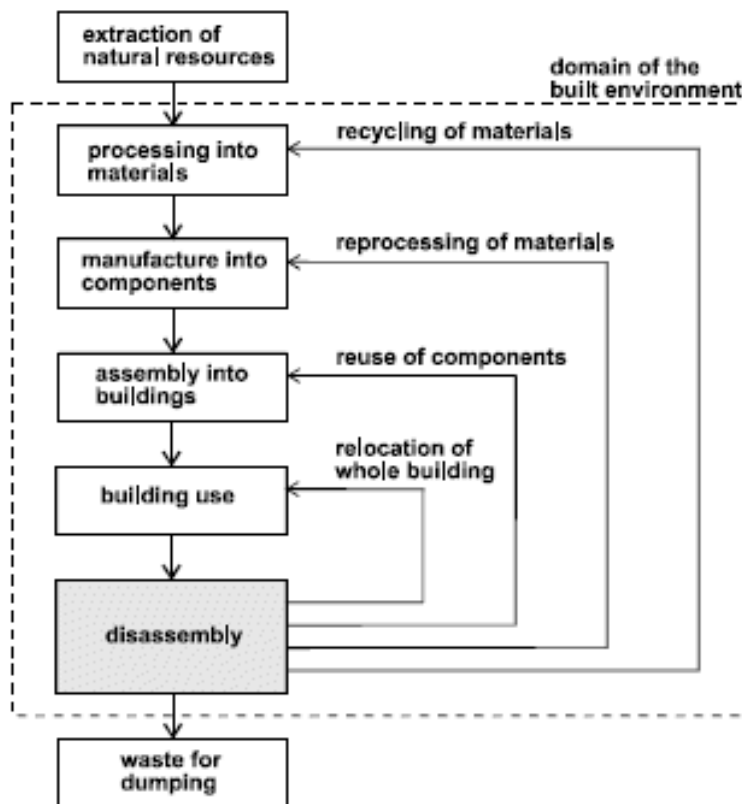 extraction of
natural resources
domain of the
built environment
processing into
materials
recycling of materials
manufacture into
components
reprocessing of materials
assembly into
buildings
reuse of components
relocation of
whole building
building use
disassembly
waste for
dumping